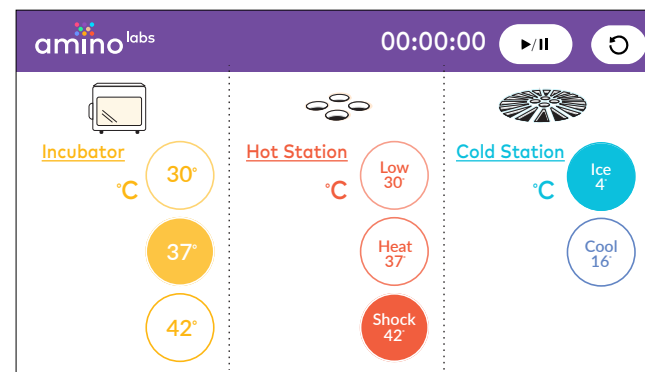 amino labs
00:00:00
Incubator
°C
30°
37°
42°
Hot Station
°C
Low
30°
Heat
37°
Shock
42°
Cold Station
°C
Ice
4°
Cool
16°